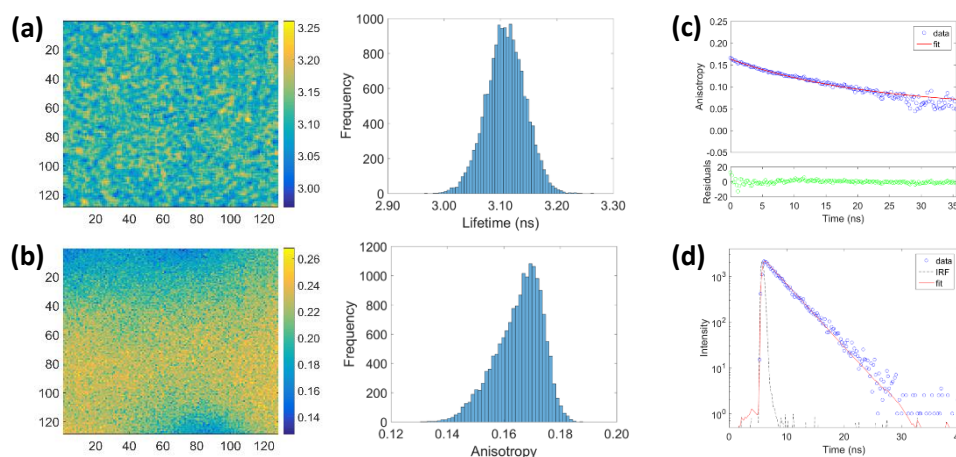 (a)
20
40
60
80
100
120
20 40 60 80 100 120
3.25
3.20
3.15
3.10
3.05
3.00
Frequency
1000
800
600
400
200
0
2.90 3.00 3.10 3.20 3.30
Lifetime (ns)
(c)
data
fit
Anisotropy
0.25
0.20
0.15
0.10
0.05
0.00
-0.05
Residuals
20
0
-20
0 5 10 15 20 25 30 35
Time (ns)
(b)
20
40
60
80
100
120
20 40 60 80 100 120
0.26
0.24
0.22
0.20
0.18
0.16
0.14
Frequency
1200
1000
800
600
400
200
0
0.12 0.14 0.16 0.18 0.20
Anisotropy
(d)
data
IRF
fit
Intensity
10³
10²
10¹
10⁰
0 10 20 30 40
Time (ns)